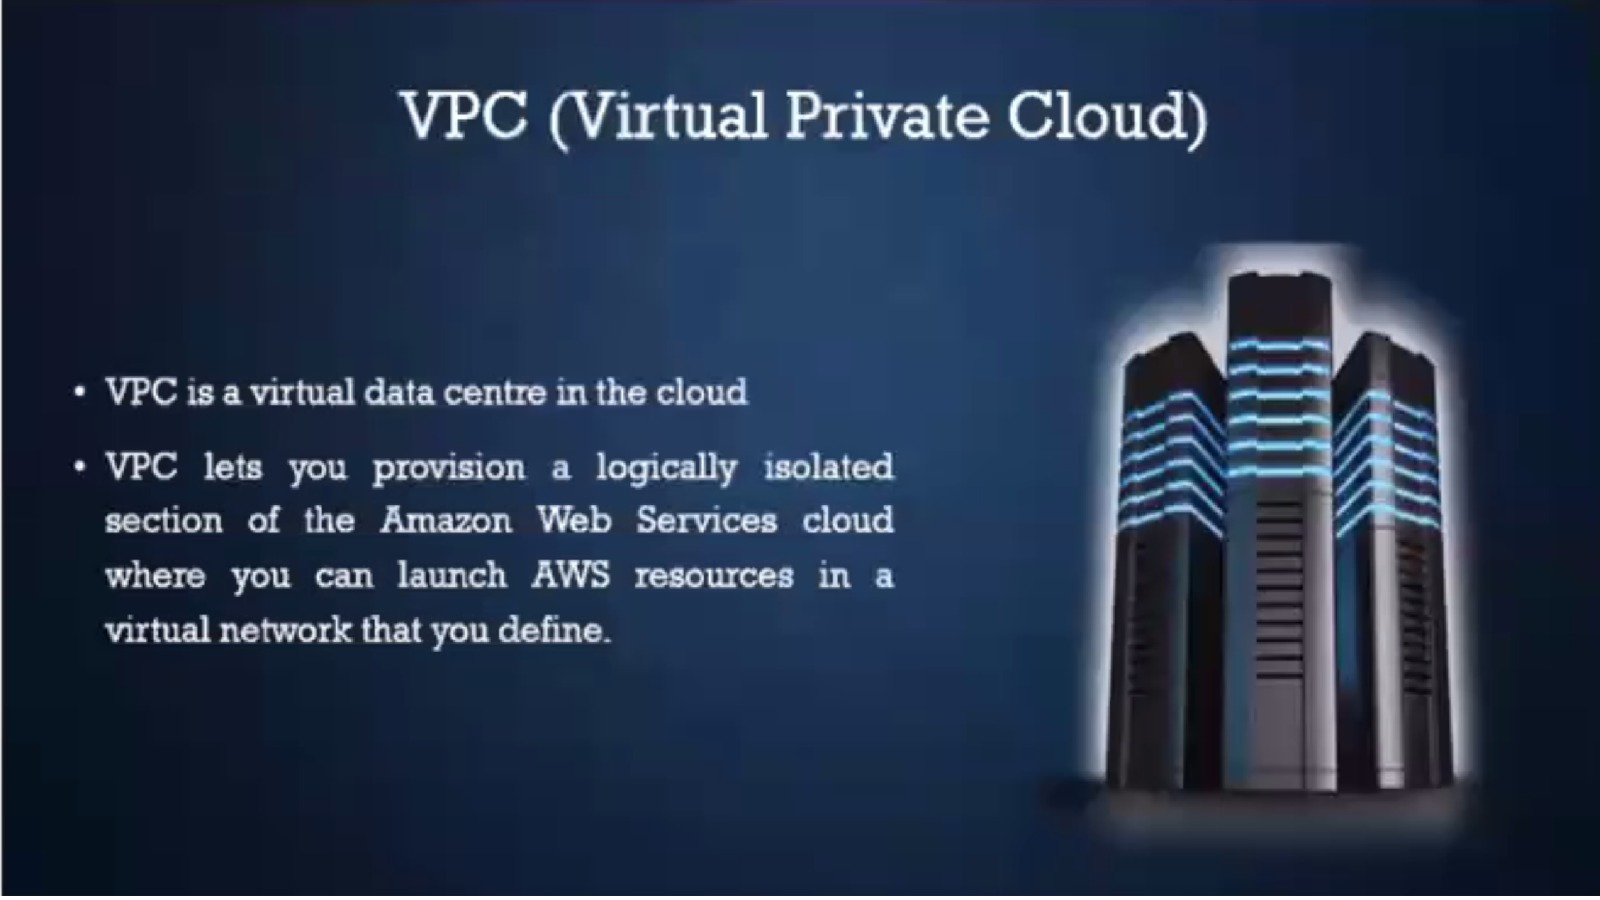 VPC (Virtual Private Cloud)
• VPC is a virtual data centre in the cloud
• VPC lets you provision a logically isolated
section of the Amazon Web Services cloud
where you can launch AWS resources in a
virtual network that you define.